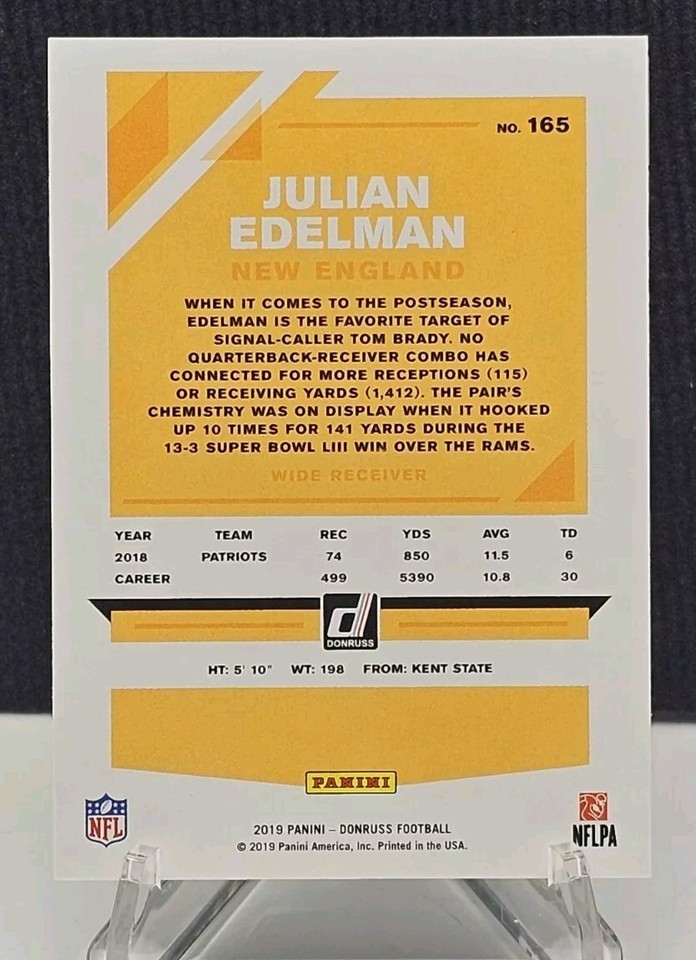 NO. 165
JULIAN
EDELMAN
NEW ENGLAND
WHEN IT COMES TO THE POSTSEASON,
EDELMAN IS THE FAVORITE TARGET OF
SIGNAL-CALLER TOM BRADY. NO
QUARTERBACK-RECEIVER COMBO HAS
CONNECTED FOR MORE RECEPTIONS (115)
OR RECEIVING YARDS (1,412). THE PAIR'S
CHEMISTRY WAS ON DISPLAY WHEN IT HOOKED
UP 10 TIMES FOR 141 YARDS DURING THE
13-3 SUPER BOWL LIII WIN OVER THE RAMS.
WIDE RECEIVER
YEAR TEAM REC YDS AVG TD
2018 PATRIOTS 74 850 11.5 6
CAREER 499 5390 10.8 30
d
DONRUSS
HT: 5' 10" WT: 198 FROM: KENT STATE
PANINI
NFL
NFLPA
2019 PANINI – DONRUSS FOOTBALL
© 2019 Panini America, Inc. Printed in the USA.